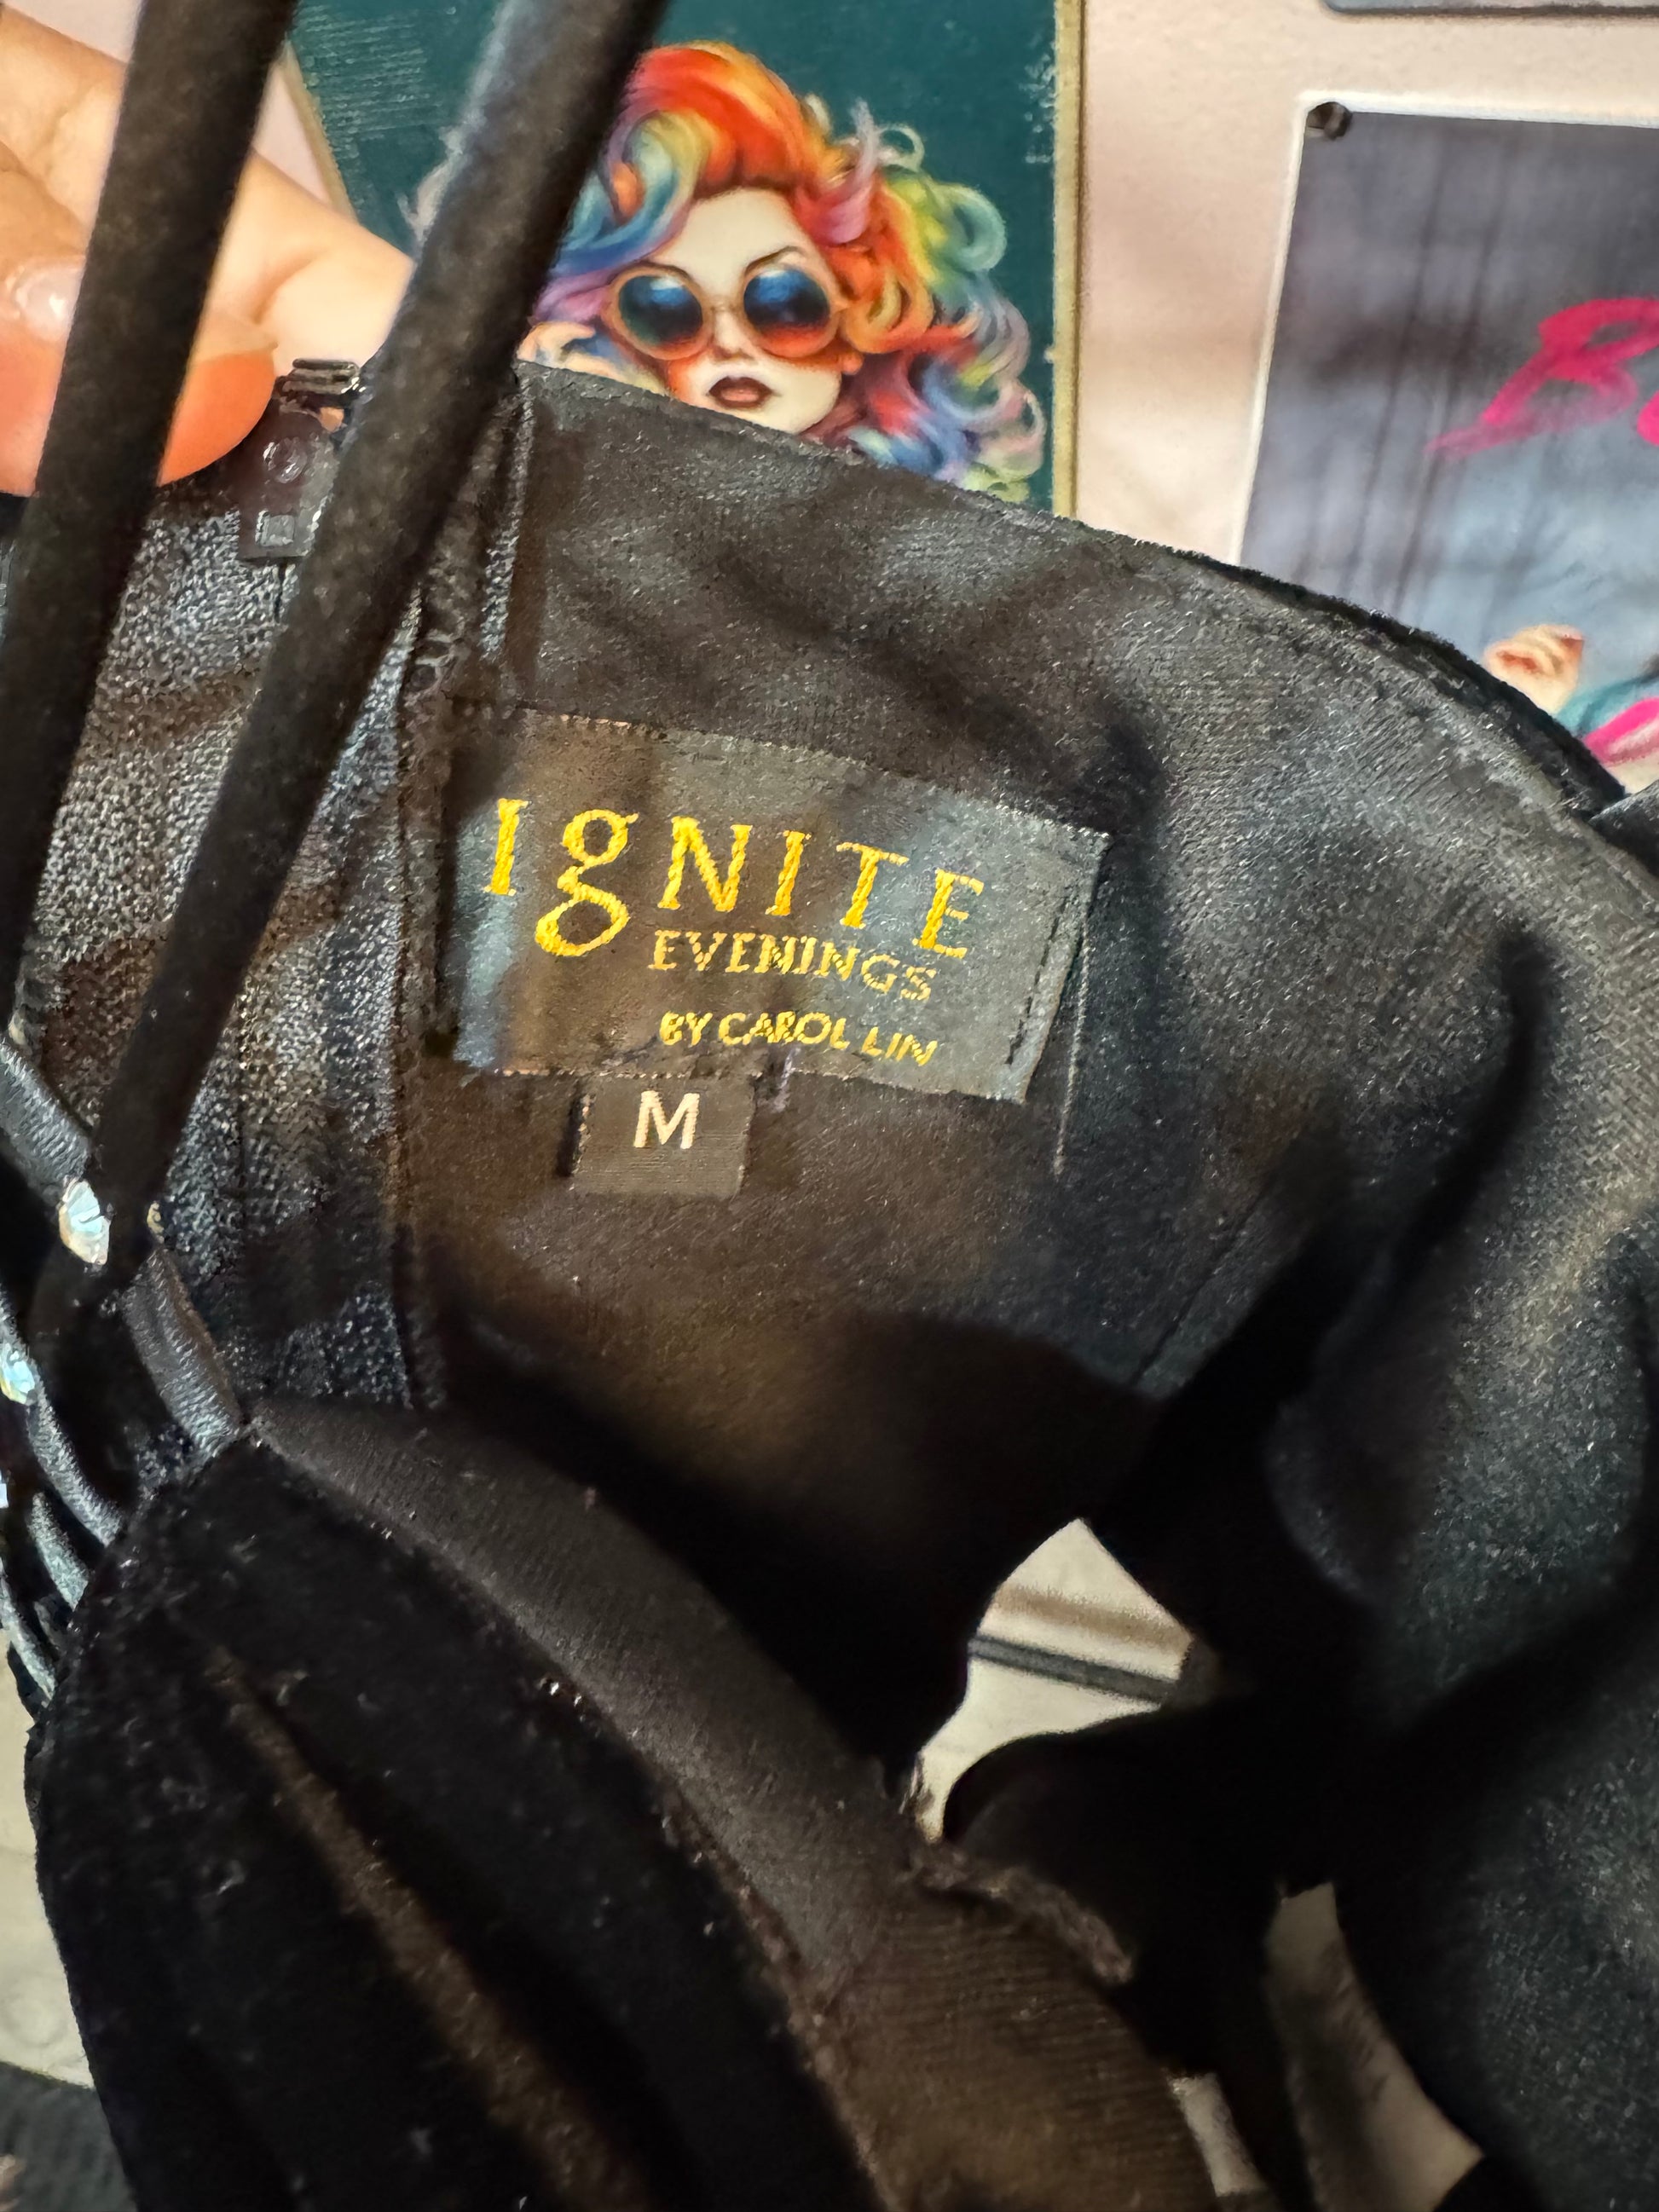 IgNITE
EVENINGS
BY CAROL LIN
M